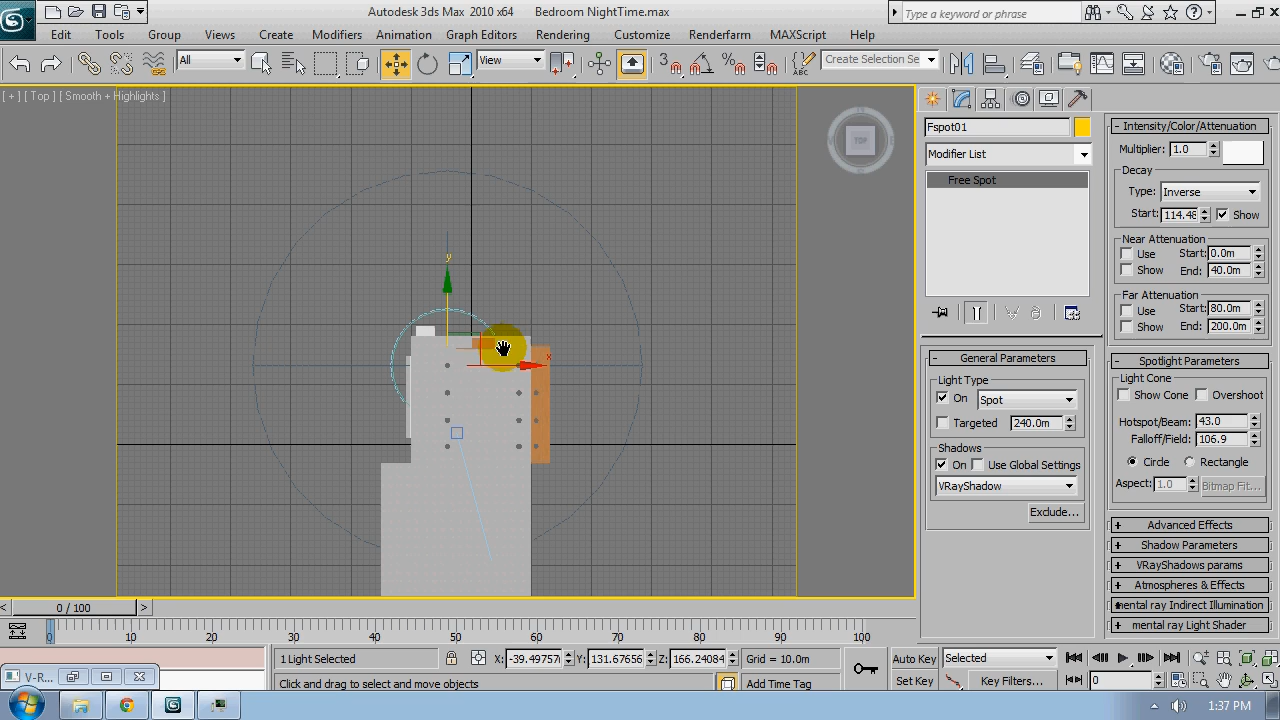 Autodesk 3ds Max 2010 x64 Bedroom NightTime.max
Type a keyword or phrase
Edit Tools Group Views Create Modifiers Animation Graph Editors Rendering Customize Renderfarm MAXScript Help
All View Create Selection Se
[ + ] [ Top ] [ Smooth + Highlights ]
TOP
y
x
Fspot01
Modifier List
Free Spot
General Parameters
Light Type
On Spot
Targeted 240.0m
Shadows
On Use Global Settings
VRayShadow
Exclude...
Intensity/Color/Attenuation
Multiplier: 1.0
Decay
Type: Inverse
Start: 114.48 Show
Near Attenuation
Use Start: 0.0m
Show End: 40.0m
Far Attenuation
Use Start: 80.0m
Show End: 200.0m
Spotlight Parameters
Light Cone
Show Cone Overshoot
Hotspot/Beam: 43.0
Falloff/Field: 106.9
Circle Rectangle
Aspect: 1.0 Bitmap Fit...
Advanced Effects
Shadow Parameters
VRayShadows params
Atmospheres & Effects
mental ray Indirect Illumination
mental ray Light Shader
0 / 100
0 10 20 30 40 50 60 70 80 90 100
1 Light Selected X: -39.49757 Y: 131.67656 Z: 166.24084 Grid = 10.0m
Click and drag to select and move objects Add Time Tag
Auto Key Selected
Set Key Key Filters... 0
V-R...
1:37 PM